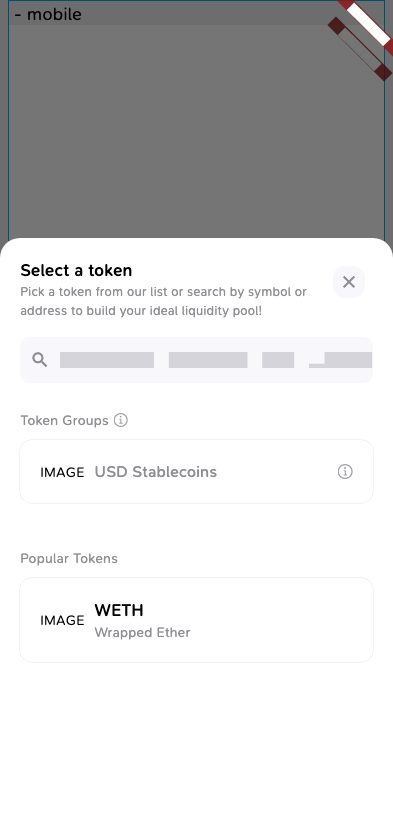 - mobile
Select a token
Pick a token from our list or search by symbol or
address to build your ideal liquidity pool!
Token Groups
IMAGE USD Stablecoins
Popular Tokens
IMAGE WETH
Wrapped Ether